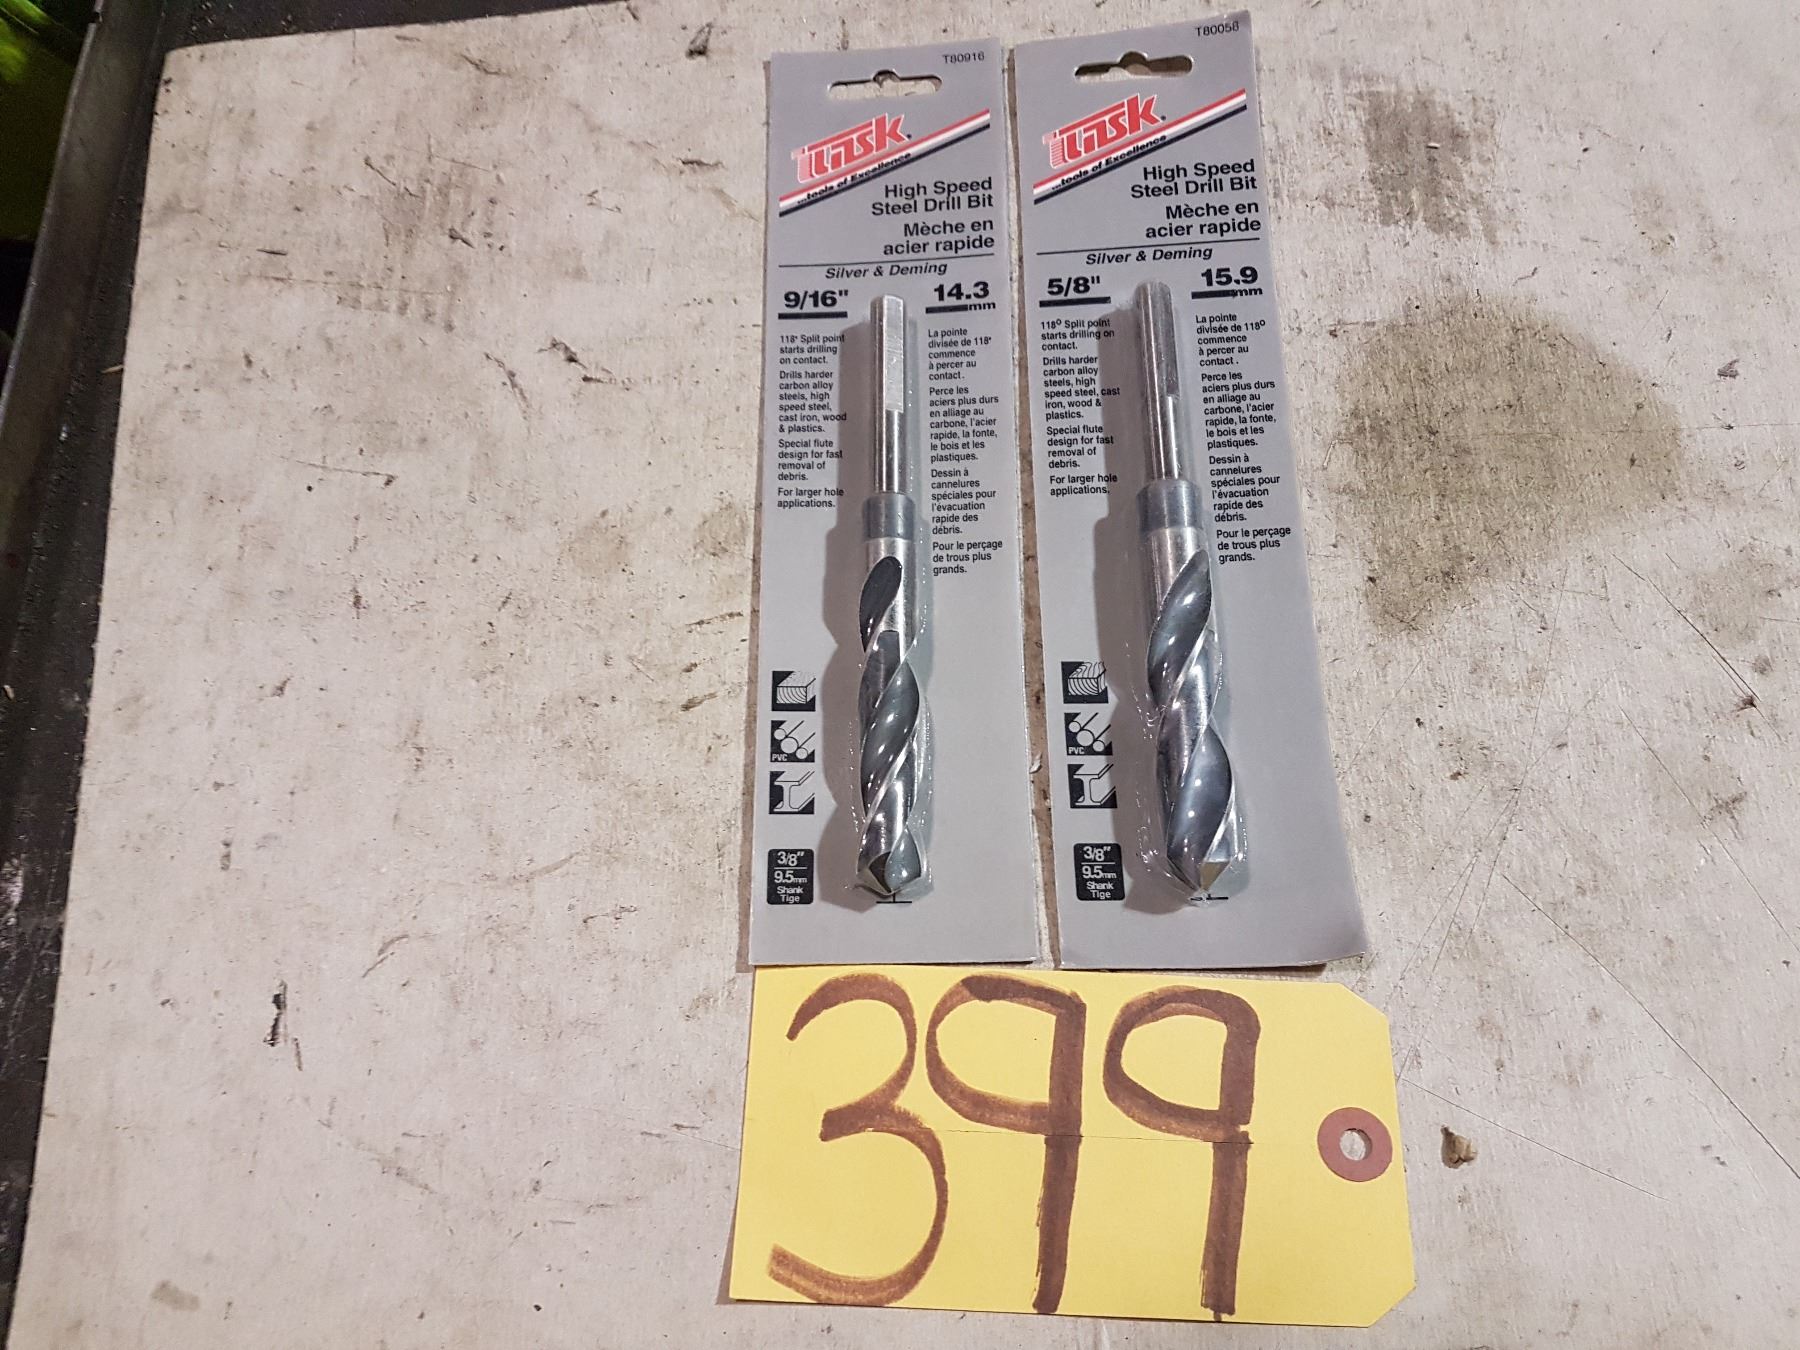 T80916
Task®
...tools of Excellence
High Speed
Steel Drill Bit
Mèche en
acier rapide
Silver & Deming
9/16"
14.3
mm
118° Split point
starts drilling
on contact.
Drills harder
carbon alloy
steels, high
speed steel,
cast iron, wood
& plastics.
Special flute
design for fast
removal of
debris.
For larger hole
applications.
La pointe
divisée de 118°
commence
à percer au
contact.
Perce les
aciers plus durs
en alliage au
carbone, l'acier
rapide, la fonte,
le bois et les
plastiques.
Dessin à
cannelures
spéciales pour
l'évacuation
rapide des
débris.
Pour le perçage
de trous plus
grands.
PVC
3/8"
9.5mm
Shank
Tige
T80058
Task®
...tools of Excellence
High Speed
Steel Drill Bit
Mèche en
acier rapide
Silver & Deming
5/8"
15.9
mm
118° Split point
starts drilling on
contact.
Drills harder
carbon alloy
steels, high
speed steel, cast
iron, wood &
plastics.
Special flute
design for fast
removal of
debris.
For larger hole
applications.
La pointe
divisée de 118°
commence
à percer au
contact.
Perce les
aciers plus durs
en alliage au
carbone, l'acier
rapide, la fonte,
le bois et les
plastiques.
Dessin à
cannelures
spéciales pour
l'évacuation
rapide des
débris.
Pour le perçage
de trous plus
grands.
PVC
3/8"
9.5mm
Shank
Tige
399